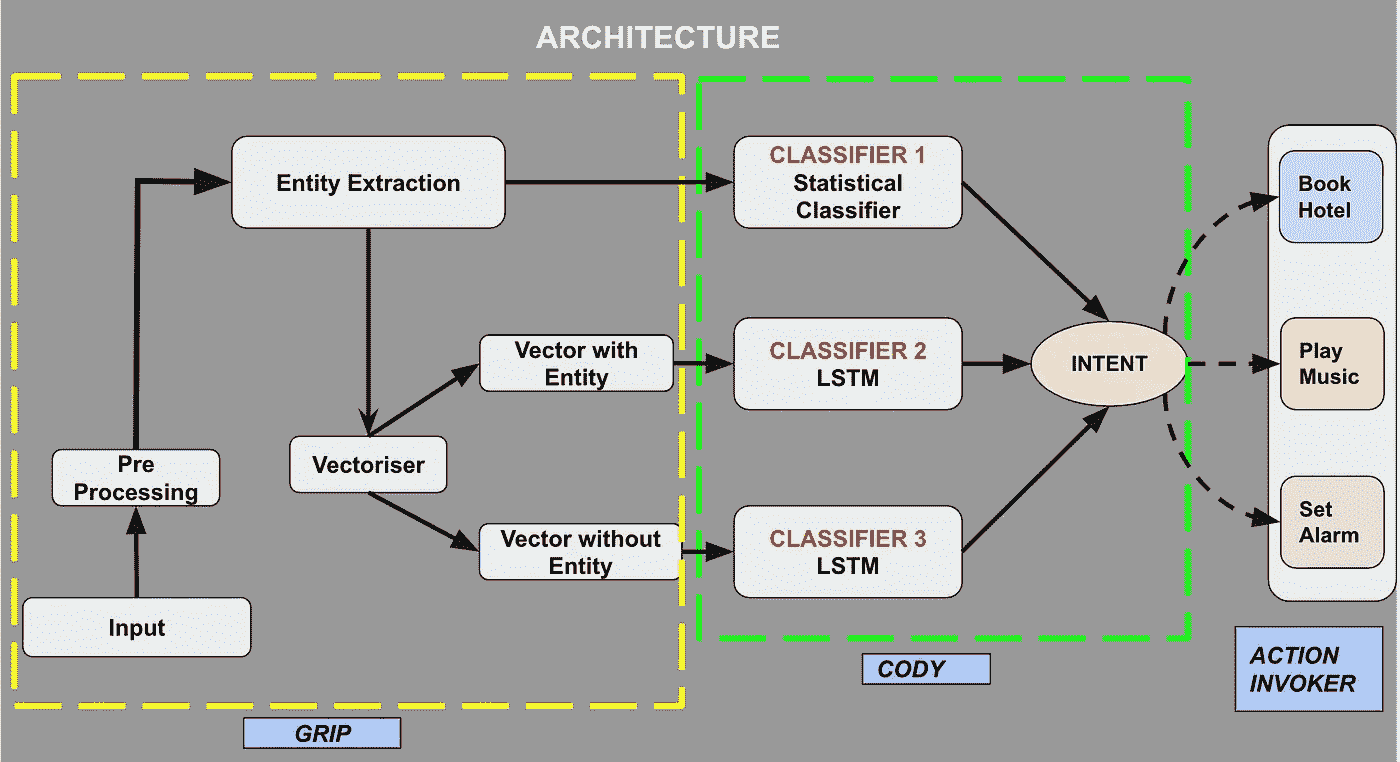 ARCHITECTURE
Entity Extraction
Pre
Processing
Input
Vectoriser
Vector with
Entity
Vector without
Entity
GRIP
CLASSIFIER 1
Statistical
Classifier
CLASSIFIER 2
LSTM
CLASSIFIER 3
LSTM
INTENT
CODY
Book
Hotel
Play
Music
Set
Alarm
ACTION
INVOKER